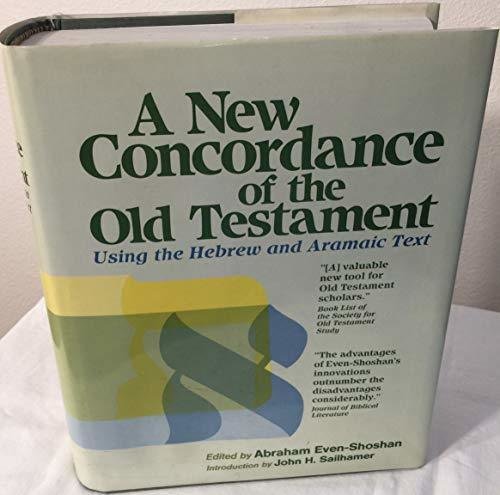 A New
Concordance
of the
Old Testament
Using the Hebrew and Aramaic Text
"[A] valuable
new tool for
Old Testament
scholars."
Book List of
the Society for
Old Testament
Study
"The advantages
of Even-Shoshan's
innovations
outnumber the
disadvantages
considerably."
Journal of Biblical
Literature
א
Edited by Abraham Even-Shoshan
Introduction by John H. Sailhamer